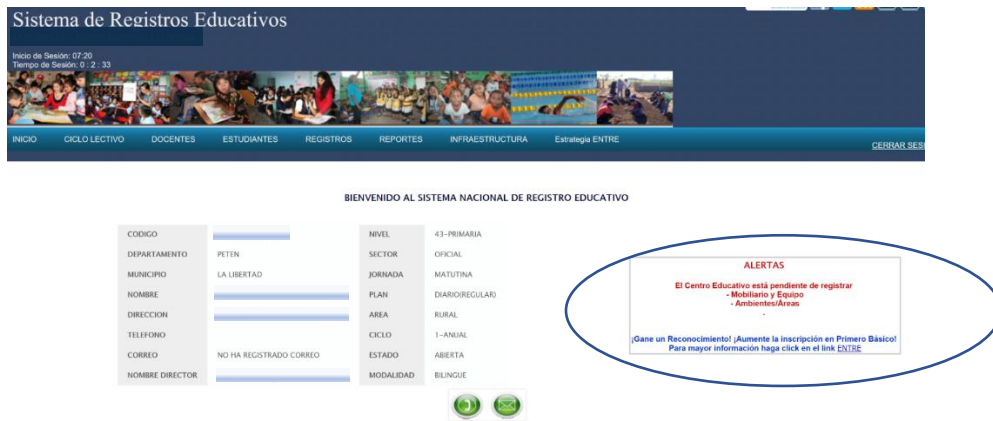 Sistema de Registros Educativos
Inicio de Sesión: 07:20
Tiempo de Sesión: 0 : 2 : 33
INICIO CICLO LECTIVO DOCENTES ESTUDIANTES REGISTROS REPORTES INFRAESTRUCTURA Estrategia ENTRE
CERRAR SESI
BIENVENIDO AL SISTEMA NACIONAL DE REGISTRO EDUCATIVO
CODIGO NIVEL 43-PRIMARIA
DEPARTAMENTO PETEN SECTOR OFICIAL
MUNICIPIO LA LIBERTAD JORNADA MATUTINA
NOMBRE PLAN DIARIO(REGULAR)
DIRECCION AREA RURAL
TELEFONO CICLO 1-ANUAL
CORREO NO HA REGISTRADO CORREO ESTADO ABIERTA
NOMBRE DIRECTOR MODALIDAD BILINGUE
ALERTAS
El Centro Educativo está pendiente de registrar
- Mobiliario y Equipo
- Ambientes/Áreas
.
¡Gane un Reconocimiento! ¡Aumente la inscripción en Primero Básico!
Para mayor información haga click en el link ENTRE